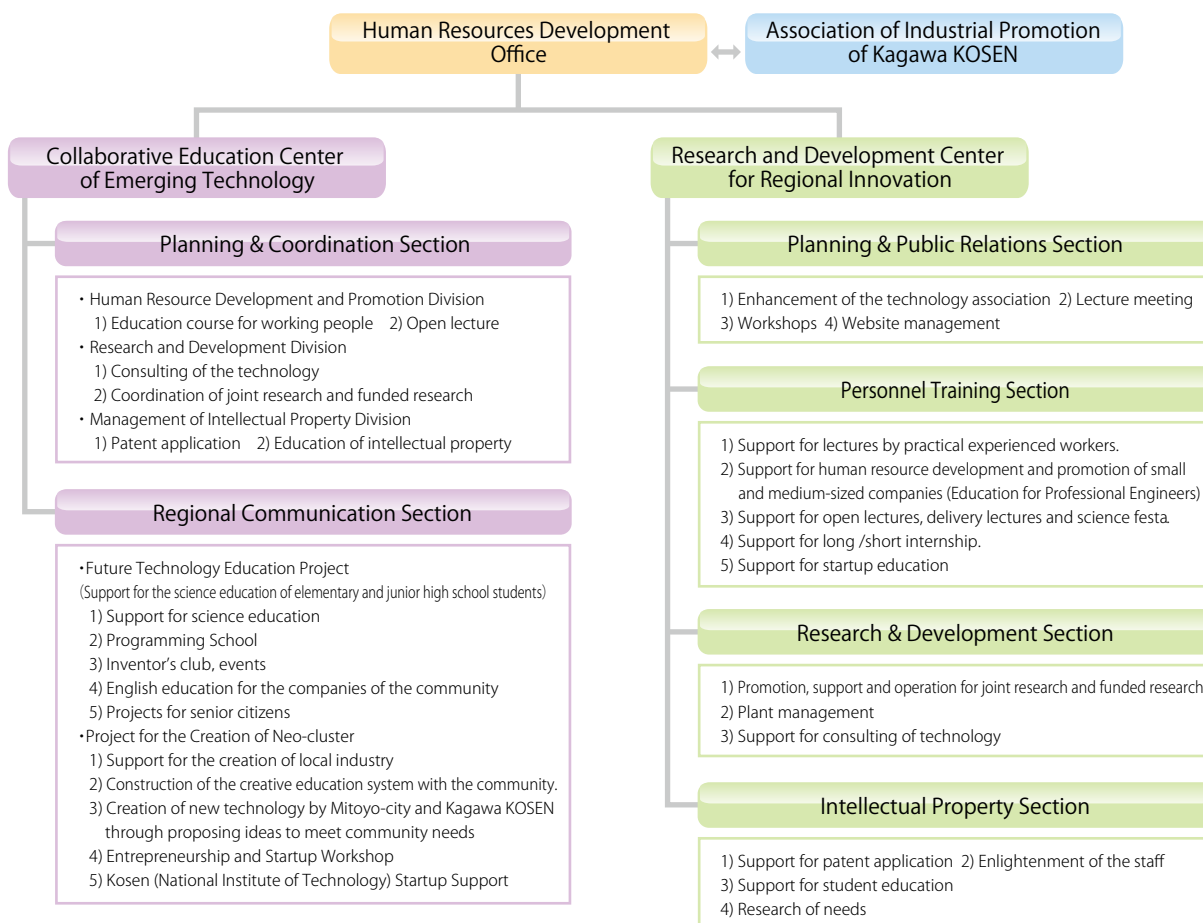 Human Resources Development
Office
Association of Industrial Promotion
of Kagawa KOSEN
Collaborative Education Center
of Emerging Technology
Planning & Coordination Section
・Human Resource Development and Promotion Division
1) Education course for working people 2) Open lecture
・Research and Development Division
1) Consulting of the technology
2) Coordination of joint research and funded research
・Management of Intellectual Property Division
1) Patent application 2) Education of intellectual property
Regional Communication Section
・Future Technology Education Project
(Support for the science education of elementary and junior high school students)
1) Support for science education
2) Programming School
3) Inventor’s club, events
4) English education for the companies of the community
5) Projects for senior citizens
・Project for the Creation of Neo-cluster
1) Support for the creation of local industry
2) Construction of the creative education system with the community.
3) Creation of new technology by Mitoyo-city and Kagawa KOSEN
through proposing ideas to meet community needs
4) Entrepreneurship and Startup Workshop
5) Kosen (National Institute of Technology) Startup Support
Research and Development Center
for Regional Innovation
Planning & Public Relations Section
1) Enhancement of the technology association 2) Lecture meeting
3) Workshops 4) Website management
Personnel Training Section
1) Support for lectures by practical experienced workers.
2) Support for human resource development and promotion of small
and medium-sized companies (Education for Professional Engineers)
3) Support for open lectures, delivery lectures and science festa.
4) Support for long /short internship.
5) Support for startup education
Research & Development Section
1) Promotion, support and operation for joint research and funded research
2) Plant management
3) Support for consulting of technology
Intellectual Property Section
1) Support for patent application 2) Enlightenment of the staff
3) Support for student education
4) Research of needs